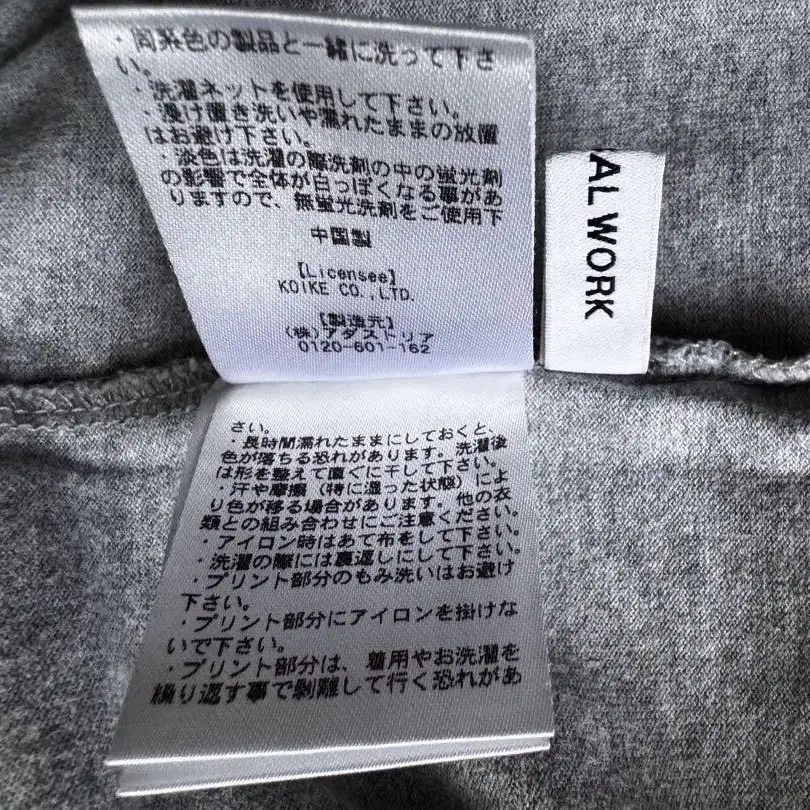 ・同系色の製品と一緒に洗って下さ
い。
・洗濯ネットを使用して下さい。
・浸け置き洗いや濡れたままの放置
はお避け下さい。
・淡色は洗濯の際洗剤の中の蛍光剤
の影響で全体が白っぽくなる事があ
りますので、無蛍光洗剤をご使用下
中国製
【Licensee】
KOIKE CO.,LTD.
【製造元】
(株)アダストリア
0120-601-162
AL WORK
さい。
・長時間濡れたままにしておくと、
色が落ちる恐れがあります。洗濯後
は形を整えて直ぐに干して下さい。
・汗や摩擦(特に湿った状態)によ
り色が移る場合があります。他の衣
類との組み合わせにご注意ください。
・アイロン時はあて布をして下さい。
・洗濯の際には裏返しにして下さい。
・プリント部分のもみ洗いはお避け
下さい。
・プリント部分にアイロンを掛けな
いで下さい。
・プリント部分は、着用やお洗濯を
繰り返す事で剥離して行く恐れがあ